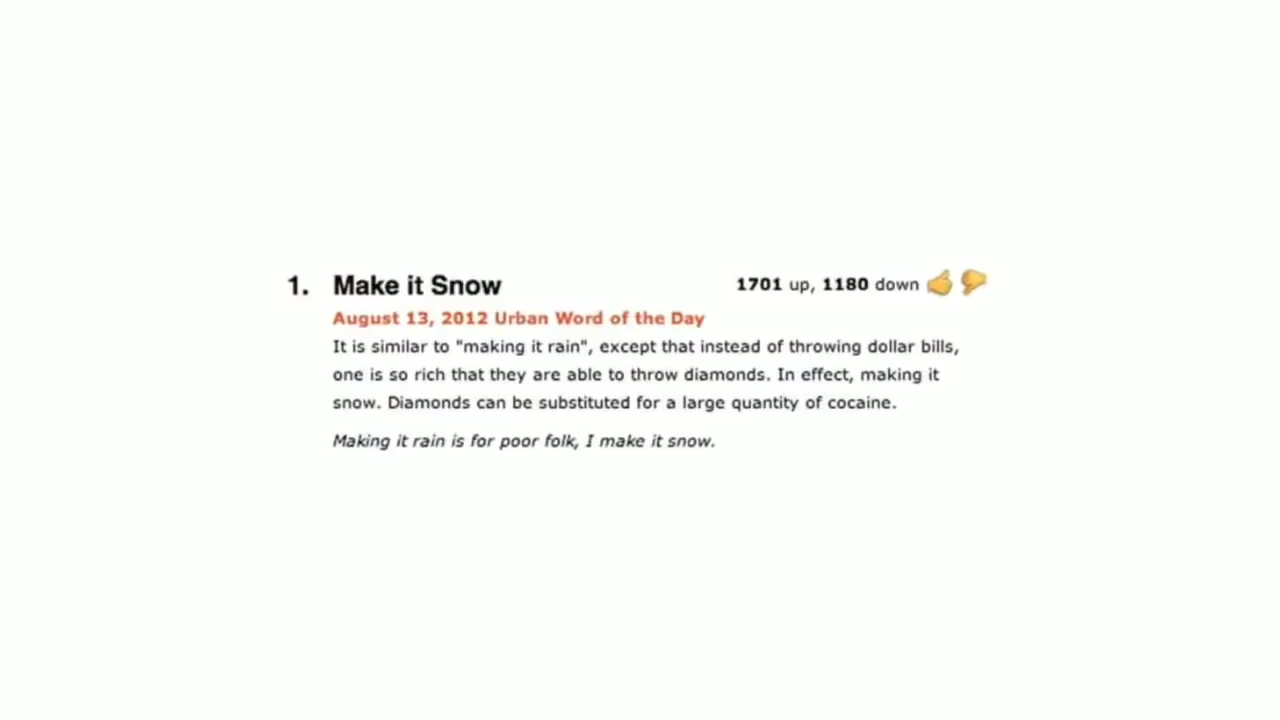 1. Make it Snow 1701 up, 1180 down
August 13, 2012 Urban Word of the Day
It is similar to "making it rain", except that instead of throwing dollar bills,
one is so rich that they are able to throw diamonds. In effect, making it
snow. Diamonds can be substituted for a large quantity of cocaine.
Making it rain is for poor folk, I make it snow.